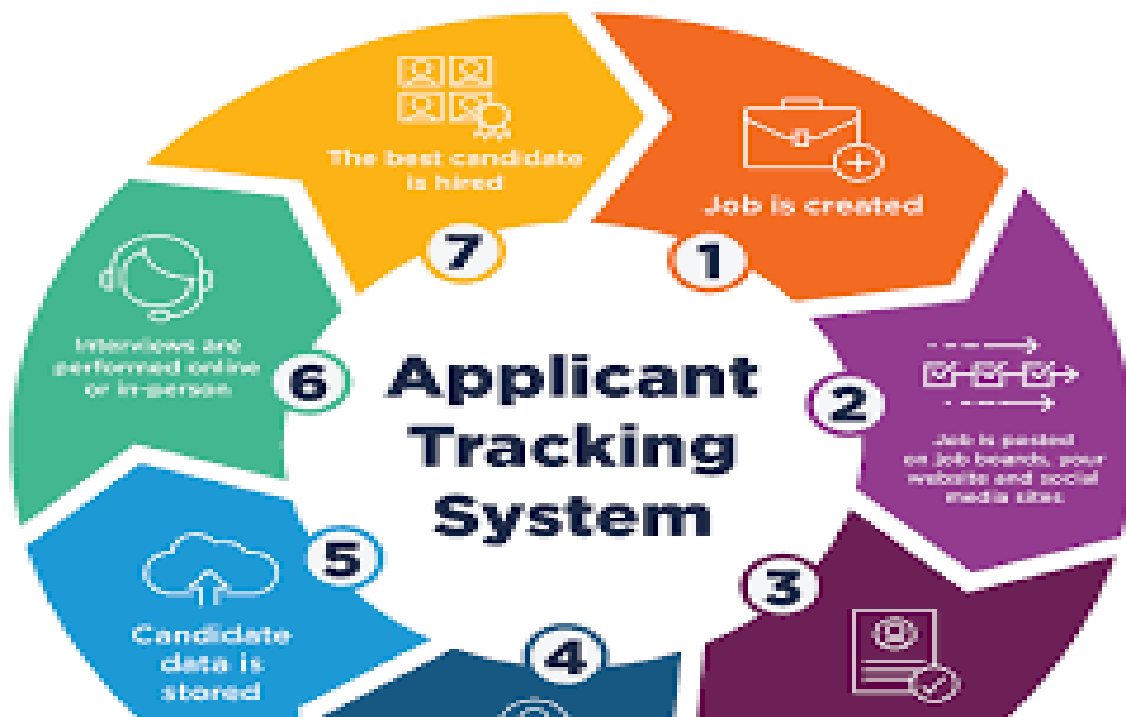 Applicant
Tracking
System
1
Job is created
2
Job is posted
on job boards, your
website and social
media sites
3
4
5
Candidate
data is
stored
6
Interviews are
performed online
or in-person
7
The best candidate
is hired